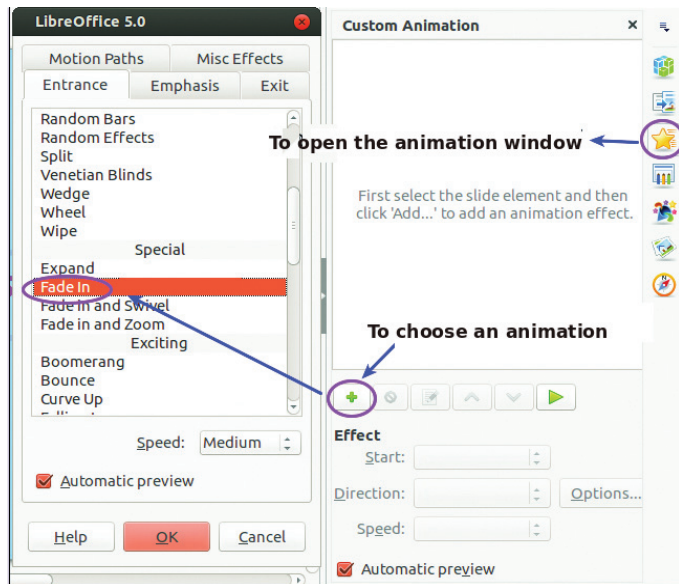 LibreOffice 5.0
Motion Paths Misc Effects
Entrance Emphasis Exit
Random Bars
Random Effects
Split
Venetian Blinds
Wedge
Wheel
Wipe
Special
Expand
Fade In
Fade In and Swivel
Fade in and Zoom
Exciting
Boomerang
Bounce
Curve Up
Speed: Medium
Automatic preview
Help OK Cancel
Custom Animation
To open the animation window
First select the slide element and then
click 'Add...' to add an animation effect.
To choose an animation
Effect
Start:
Direction: Options...
Speed:
Automatic preview